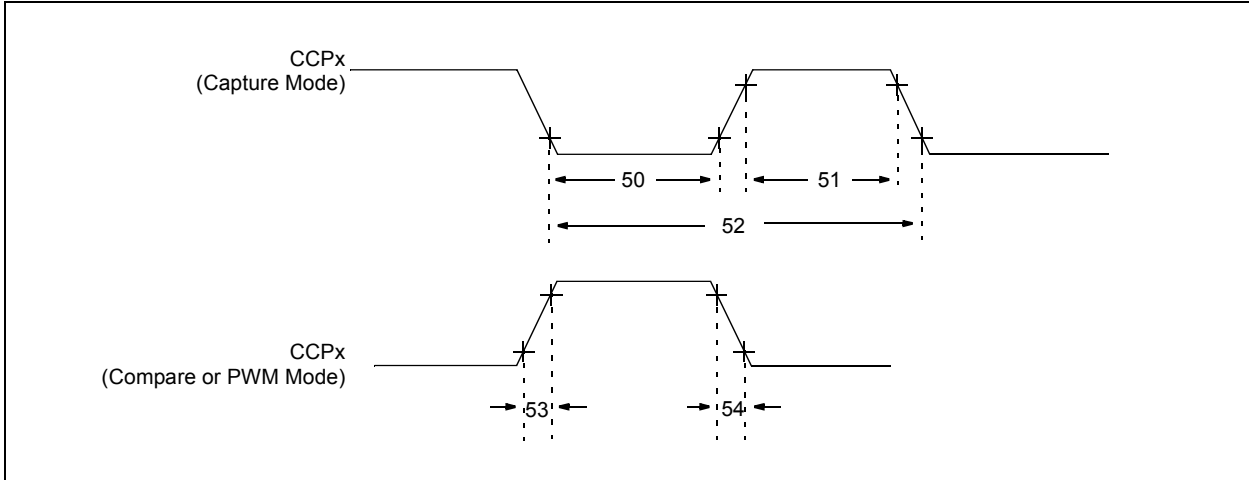 CCPx
(Capture Mode)
50
51
52
CCPx
(Compare or PWM Mode)
53
54